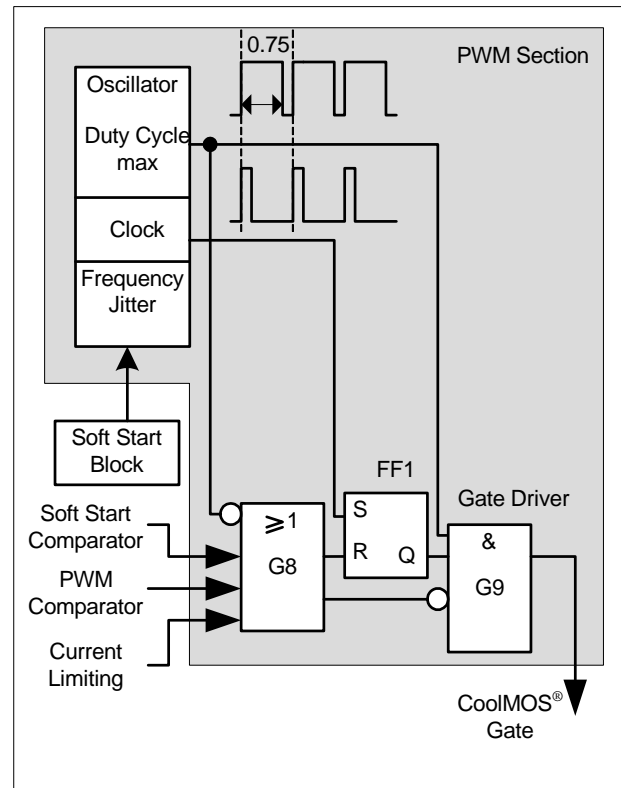 0.75
PWM Section
Oscillator
Duty Cycle
max
Clock
Frequency
Jitter
Soft Start
Block
FF1
Soft Start
Comparator
PWM
Comparator
Current
Limiting
≥1
G8
S
R
Q
Gate Driver
&
G9
CoolMOS®
Gate